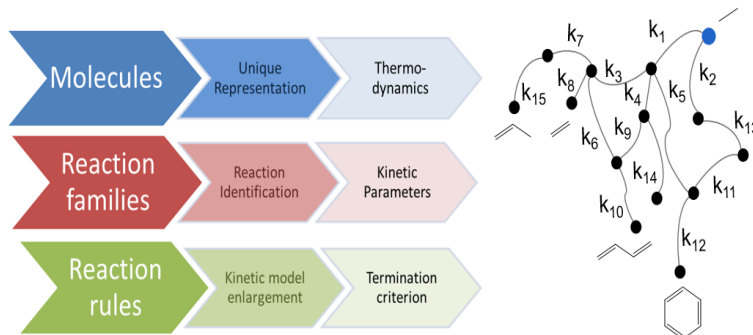 Molecules
Unique
Representation
Thermo-
dynamics
Reaction
families
Reaction
Identification
Kinetic
Parameters
Reaction
rules
Kinetic model
enlargement
Termination
criterion
k1
k7
k2
k3
k8
k4
k5
k15
k13
k9
k6
k14
k11
k10
k12